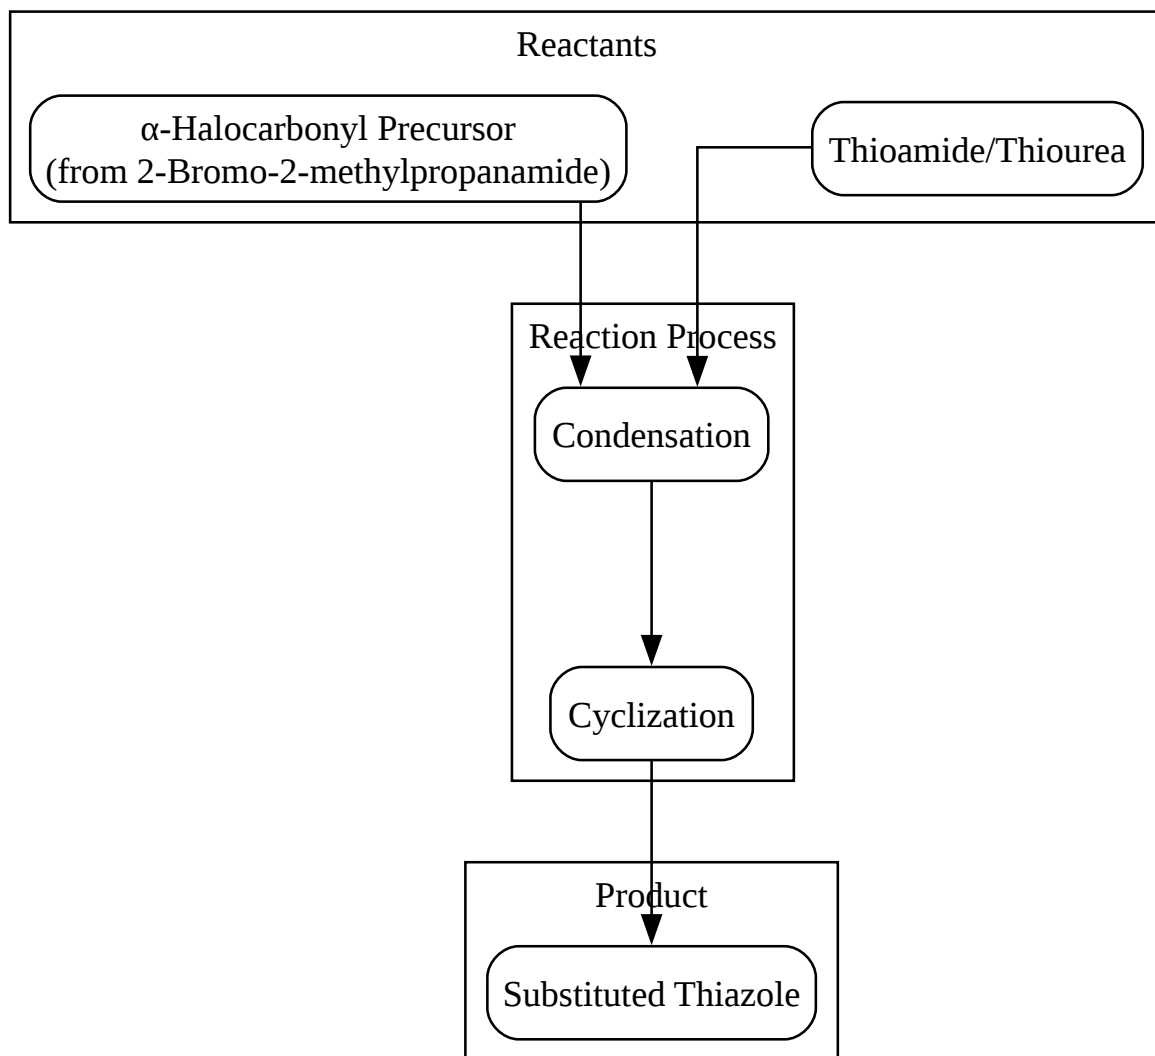 Reactants
α-Halocarbonyl Precursor
(from 2-Bromo-2-methylpropanamide)
Thioamide/Thiourea
Reaction Process
Condensation
Cyclization
Product
Substituted Thiazole